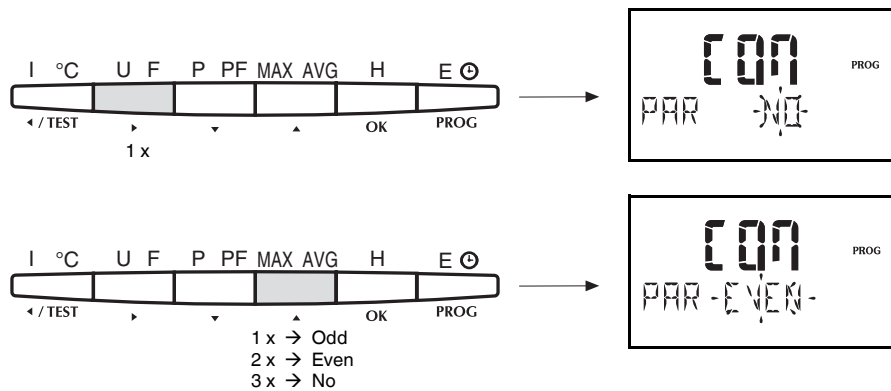 I °C U F P PF MAX AVG H E
/ TEST OK PROG
1 x
COM
PROG
PAR NO
I °C U F P PF MAX AVG H E
/ TEST OK PROG
1 x → Odd
2 x → Even
3 x → No
COM
PROG
PAR EVEN